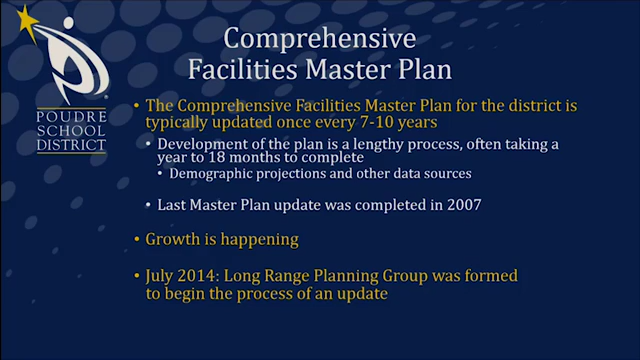 Comprehensive
Facilities Master Plan
POUDRE
SCHOOL
DISTRICT
• The Comprehensive Facilities Master Plan for the district is
typically updated once every 7-10 years
• Development of the plan is a lengthy process, often taking a
year to 18 months to complete
• Demographic projections and other data sources
• Last Master Plan update was completed in 2007
• Growth is happening
• July 2014: Long Range Planning Group was formed
to begin the process of an update